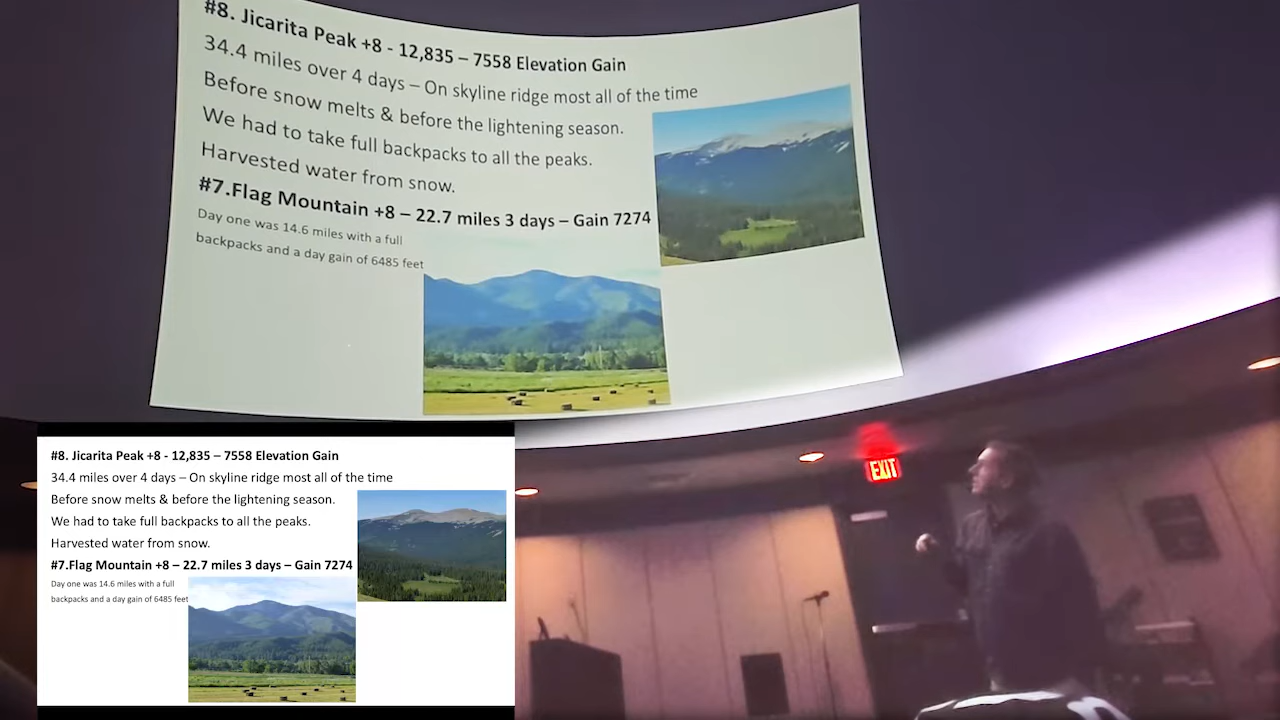 #8. Jicarita Peak +8 - 12,835 – 7558 Elevation Gain
34.4 miles over 4 days – On skyline ridge most all of the time
Before snow melts & before the lightening season.
We had to take full backpacks to all the peaks.
Harvested water from snow.
#7.Flag Mountain +8 – 22.7 miles 3 days – Gain 7274
Day one was 14.6 miles with a full
backpacks and a day gain of 6485 feet
EXIT
#8. Jicarita Peak +8 - 12,835 – 7558 Elevation Gain
34.4 miles over 4 days – On skyline ridge most all of the time
Before snow melts & before the lightening season.
We had to take full backpacks to all the peaks.
Harvested water from snow.
#7.Flag Mountain +8 – 22.7 miles 3 days – Gain 7274
Day one was 14.6 miles with a full
backpacks and a day gain of 6485 feet